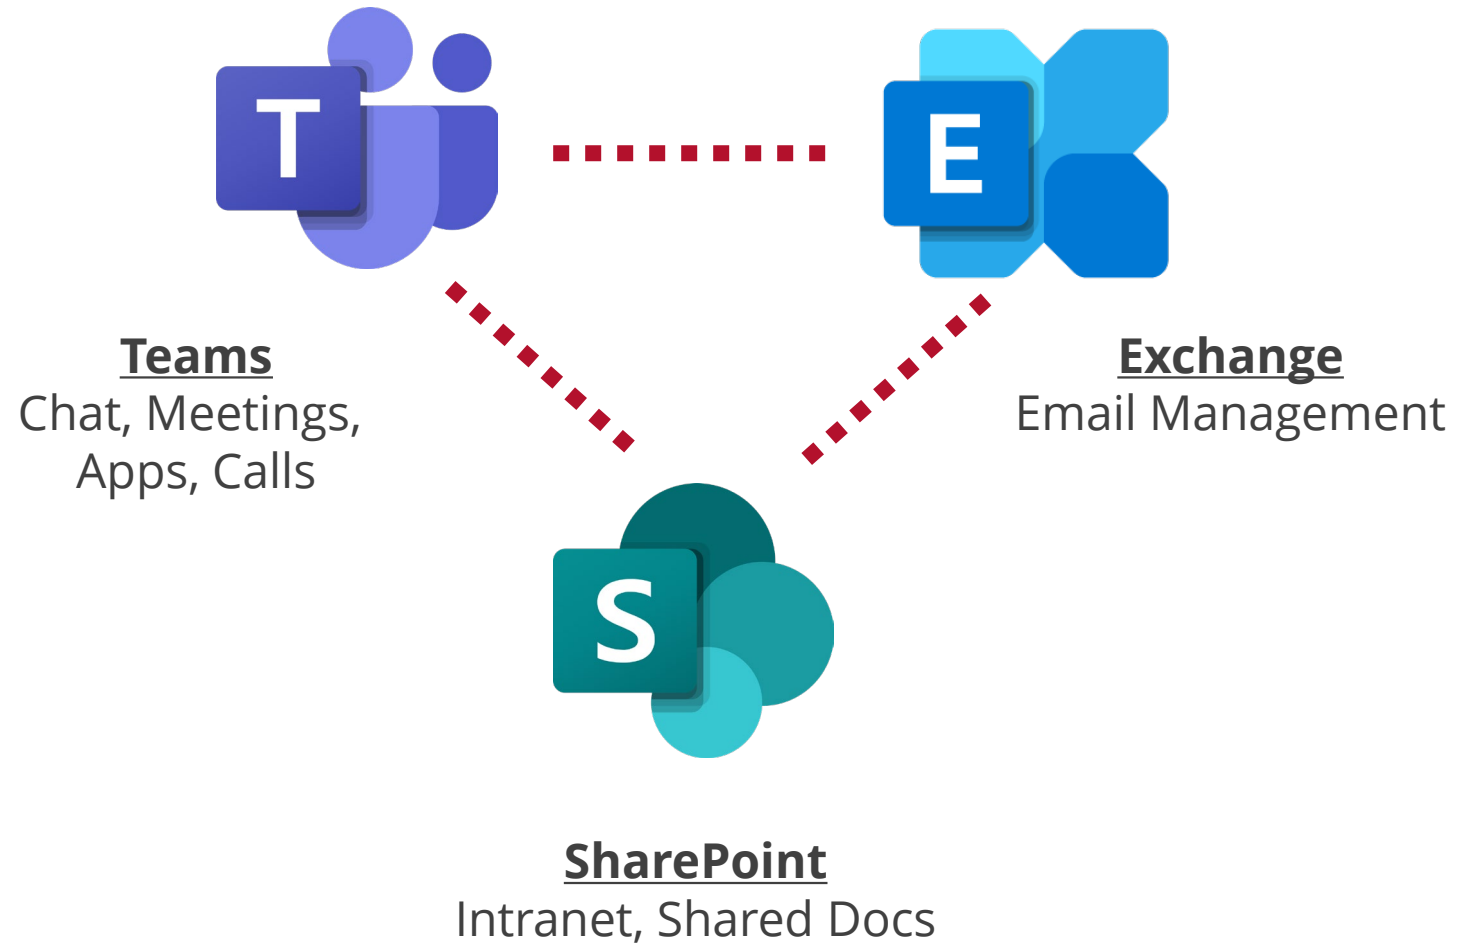 T
E
Teams
Chat, Meetings,
Apps, Calls
Exchange
Email Management
S
SharePoint
Intranet, Shared Docs